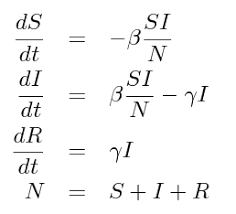 dS/dt = −β SI/N
dI/dt = β SI/N − γI
dR/dt = γI
N = S + I + R